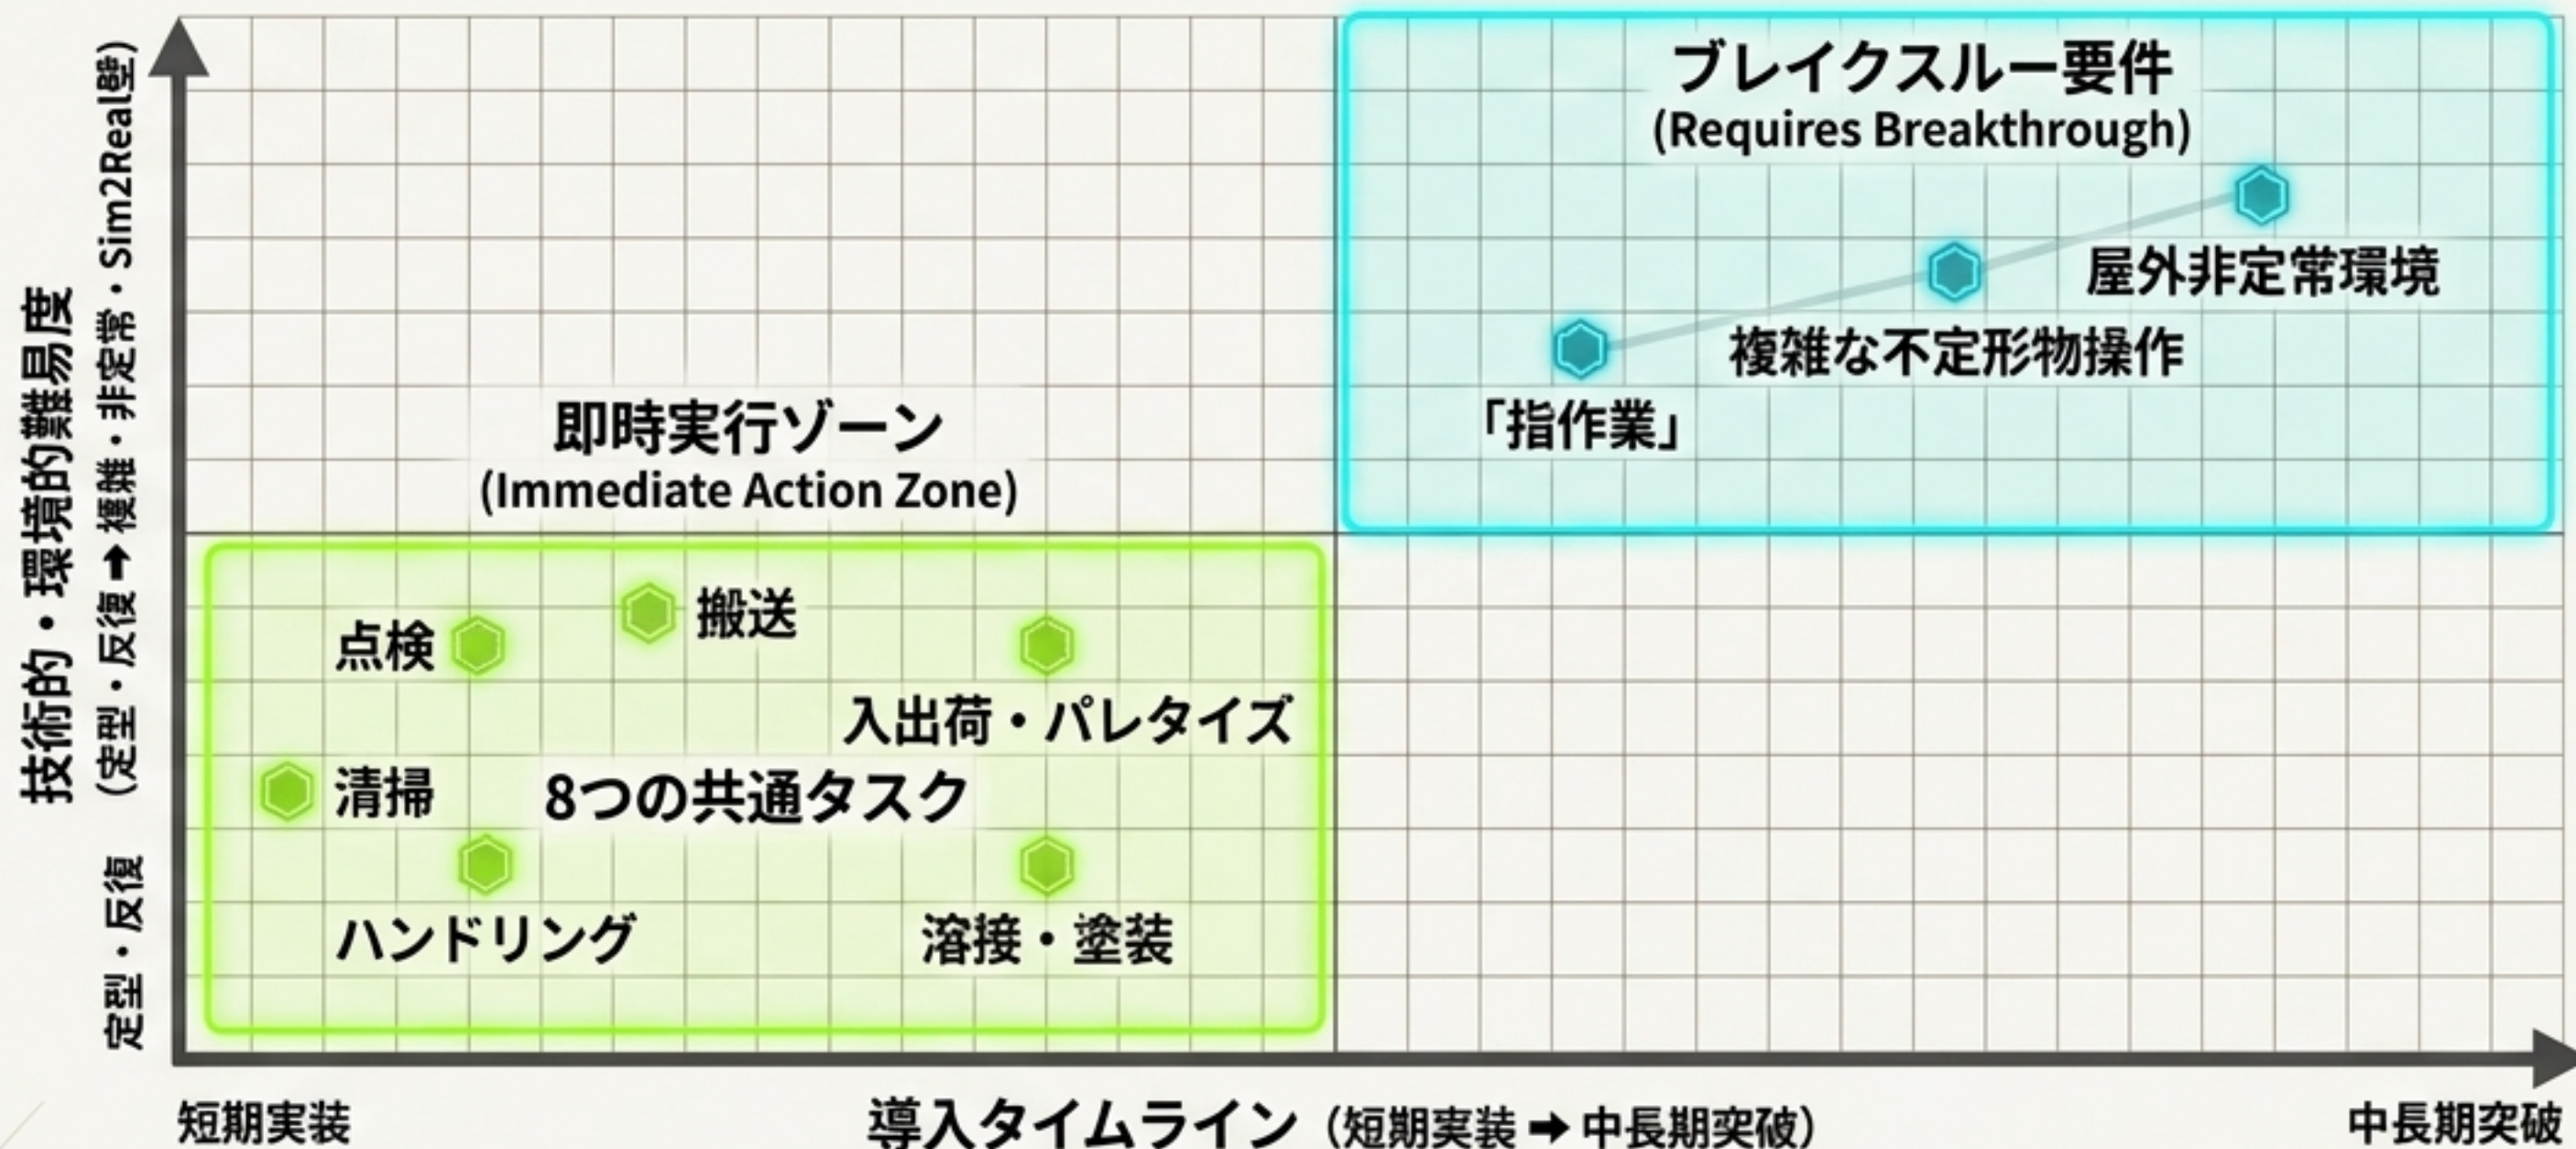 ブレイクスルー要件
(Requires Breakthrough)
屋外非定常環境
複雑な不定形物操作
「指作業」
即時実行ゾーン
(Immediate Action Zone)
搬送
点検
入出荷・パレタイズ
清掃
8つの共通タスク
ハンドリング
溶接・塗装
技術的・環境的難易度
(定型・反復➡複雑・非定常・Sim2Real壁)
定型・反復
短期実装
導入タイムライン（短期実装➡中長期突破）
中長期突破